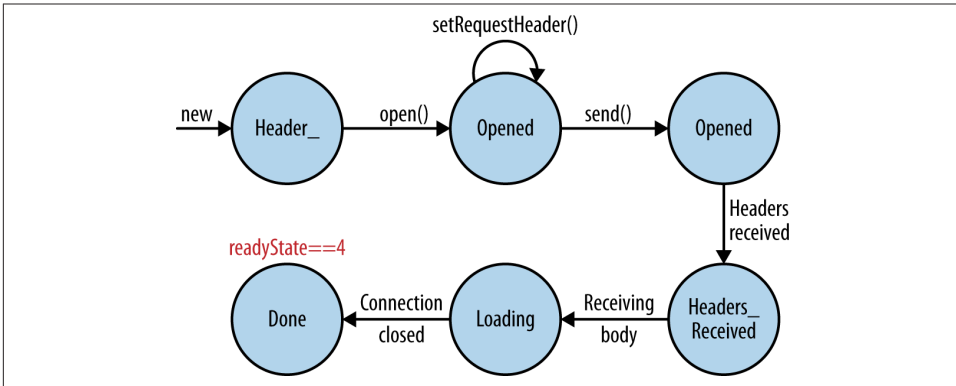 setRequestHeader()
new
Header_
open()
Opened
send()
Opened
Headers
received
readyState==4
Done
Connection
closed
Loading
Receiving
body
Headers_
Received